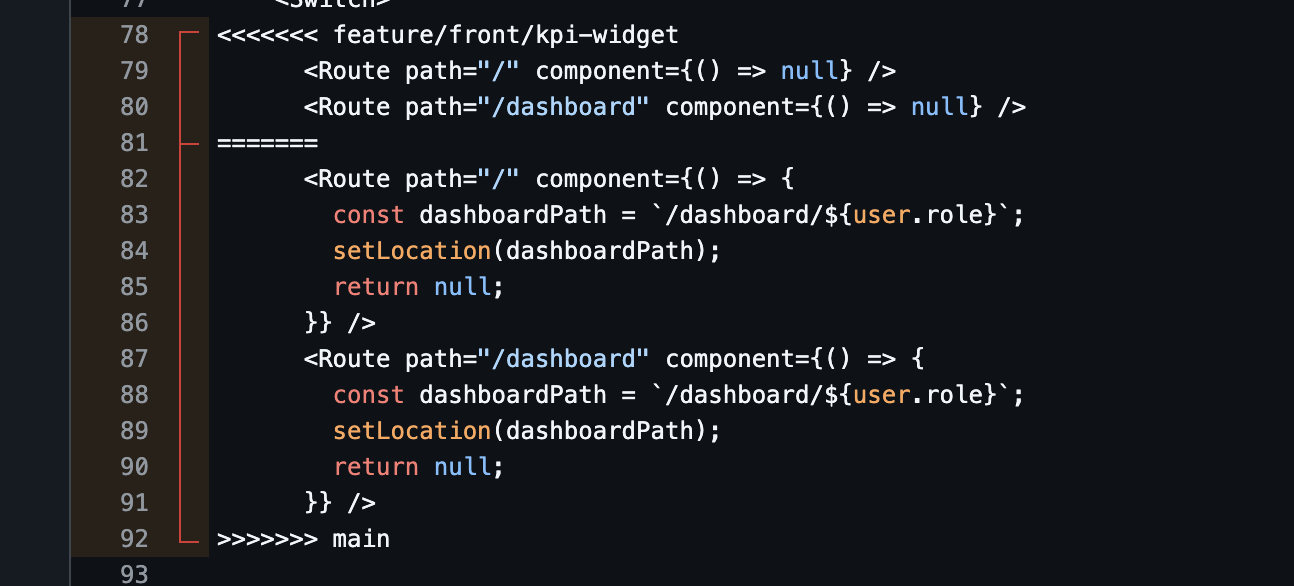 77 <Switch>
78 <<<<<<< feature/front/kpi-widget
79 <Route path="/" component={() => null} />
80 <Route path="/dashboard" component={() => null} />
81 =======
82 <Route path="/" component={() => {
83 const dashboardPath = `/dashboard/${user.role}`;
84 setLocation(dashboardPath);
85 return null;
86 }} />
87 <Route path="/dashboard" component={() => {
88 const dashboardPath = `/dashboard/${user.role}`;
89 setLocation(dashboardPath);
90 return null;
91 }} />
92 >>>>>>> main
93